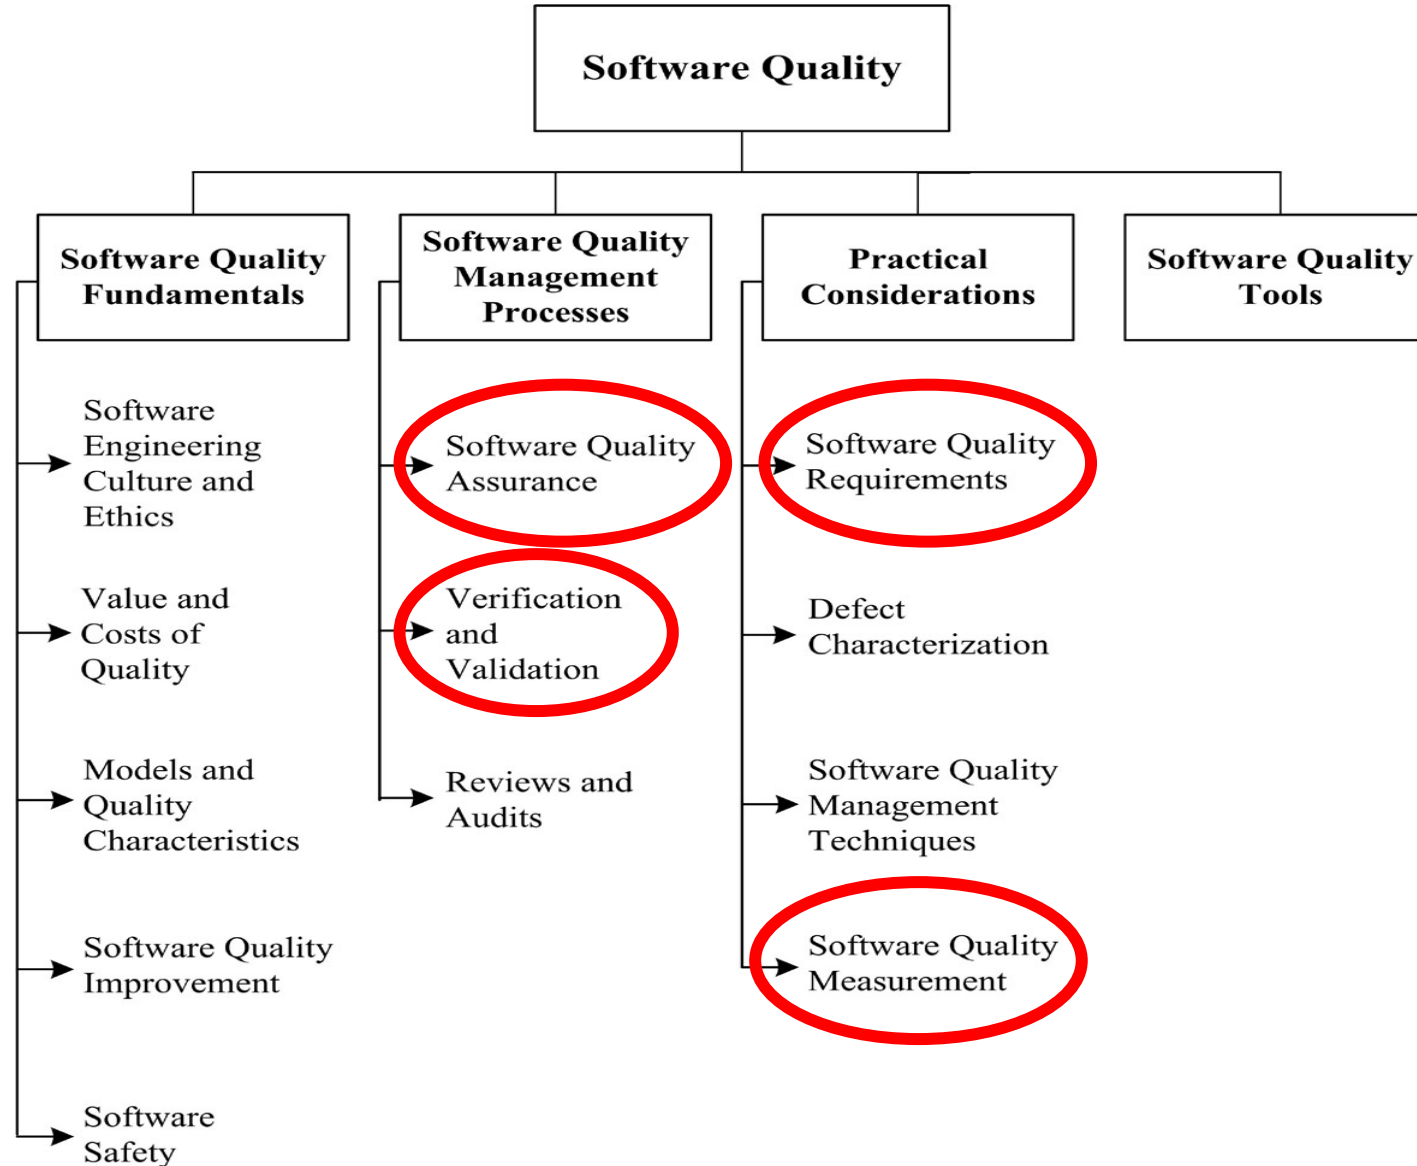 Software Quality
Software Quality
Fundamentals
Software
Engineering
Culture and
Ethics
Value and
Costs of
Quality
Models and
Quality
Characteristics
Software Quality
Improvement
Software
Safety
Software Quality
Management
Processes
Software Quality
Assurance
Verification
and
Validation
Reviews and
Audits
Practical
Considerations
Software Quality
Requirements
Defect
Characterization
Software Quality
Management
Techniques
Software Quality
Measurement
Software Quality
Tools